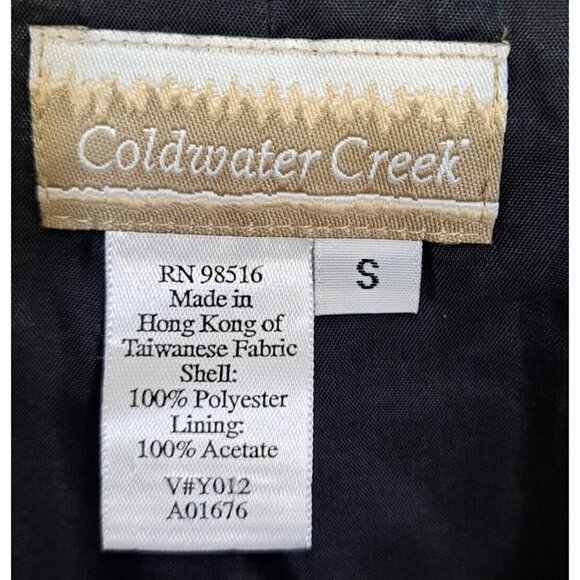 Coldwater Creek
S
RN 98516
Made in
Hong Kong of
Taiwanese Fabric
Shell:
100% Polyester
Lining:
100% Acetate
V#Y012
A01676